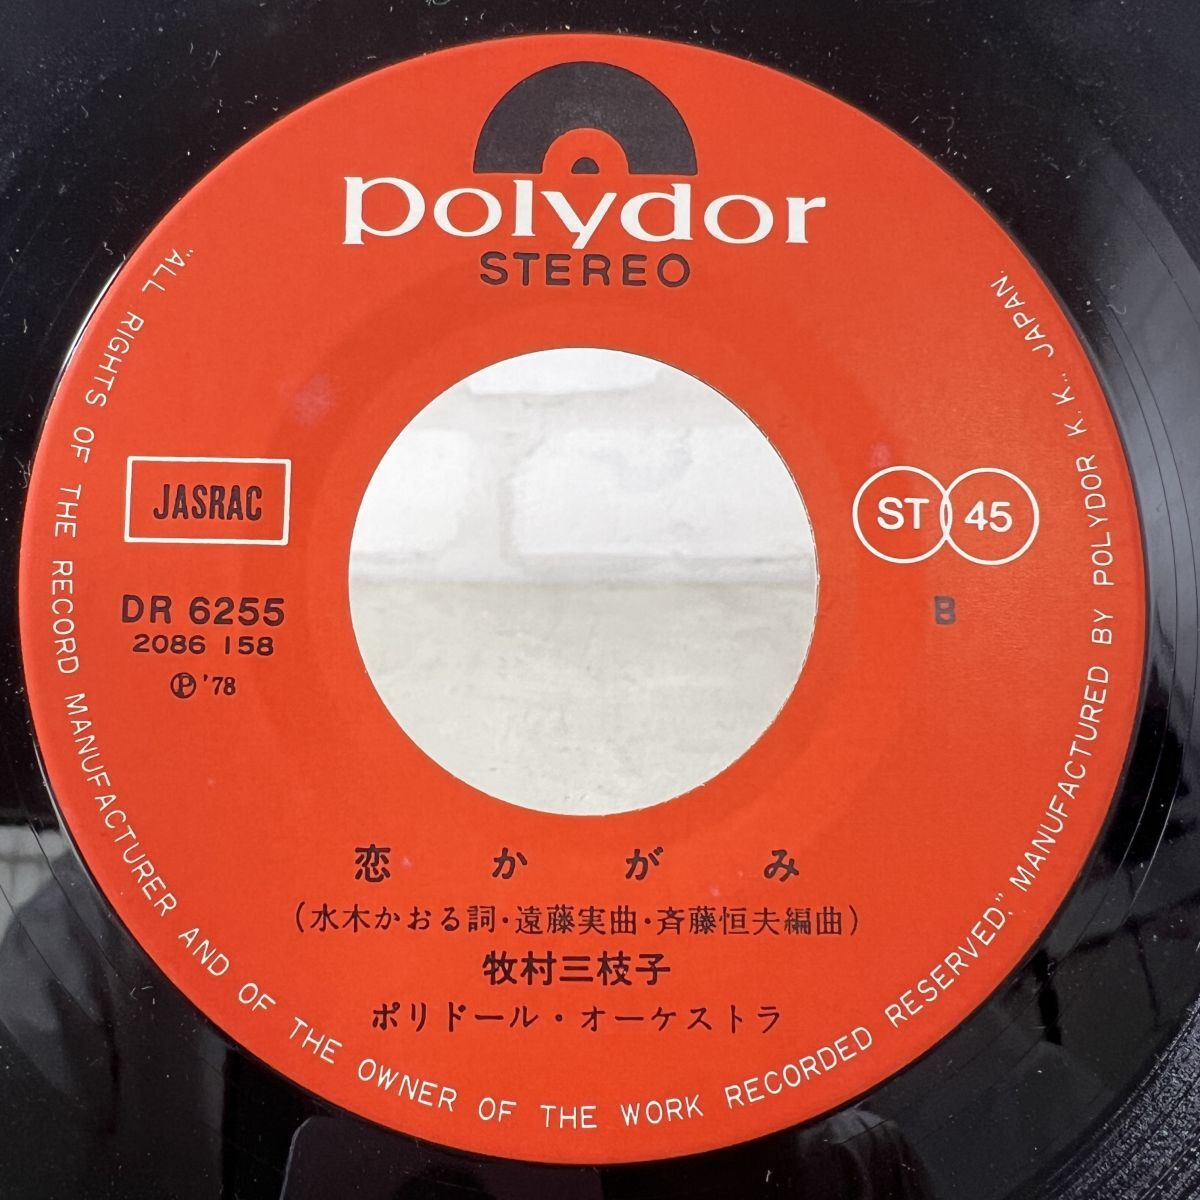 polydor
STEREO
JASRAC
ST 45
DR 6255
2086 158
Ⓟ '78
B
恋かがみ
(水木かおる詞・遠藤実曲・斉藤恒夫編曲)
牧村三枝子
ポリドール・オーケストラ
"ALL RIGHTS OF THE RECORD MANUFACTURER AND OF THE OWNER OF THE WORK RECORDED RESERVED." MANUFACTURED BY POLYDOR K. K., JAPAN.